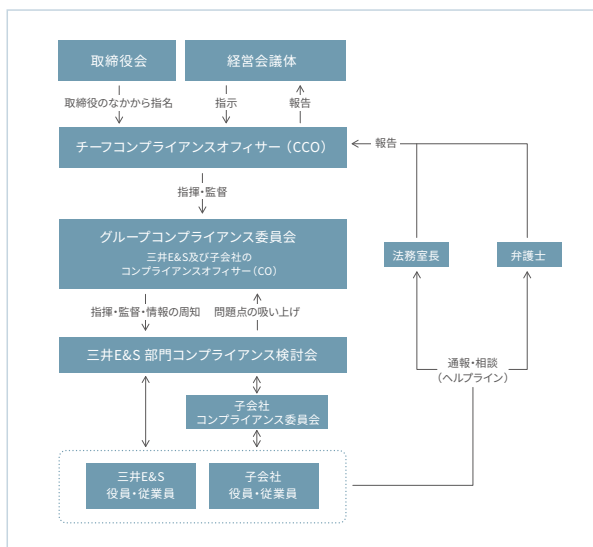 取締役会
経営会議体
取締役のなかから指名
指示
報告
チーフコンプライアンスオフィサー（CCO）
報告
指揮・監督
グループコンプライアンス委員会
三井E&S及び子会社の
コンプライアンスオフィサー（CO）
法務室長
弁護士
指揮・監督・情報の周知
問題点の吸い上げ
三井E&S 部門コンプライアンス検討会
通報・相談
（ヘルプライン）
子会社
コンプライアンス委員会
三井E&S
役員・従業員
子会社
役員・従業員